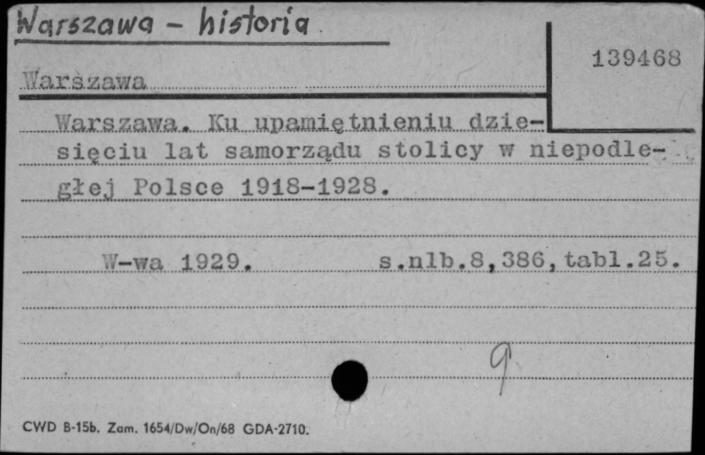 Warszawa - historia
139468
Warszawa
Warszawa. Ku upamiętnieniu dzie-
sięciu lat samorządu stolicy w niepodle-
głej Polsce 1918-1928.
W-wa 1929. s.nlb.8,386,tabl.25.
9
CWD B-15b. Zam. 1654/Dw/On/68 GDA-2710.